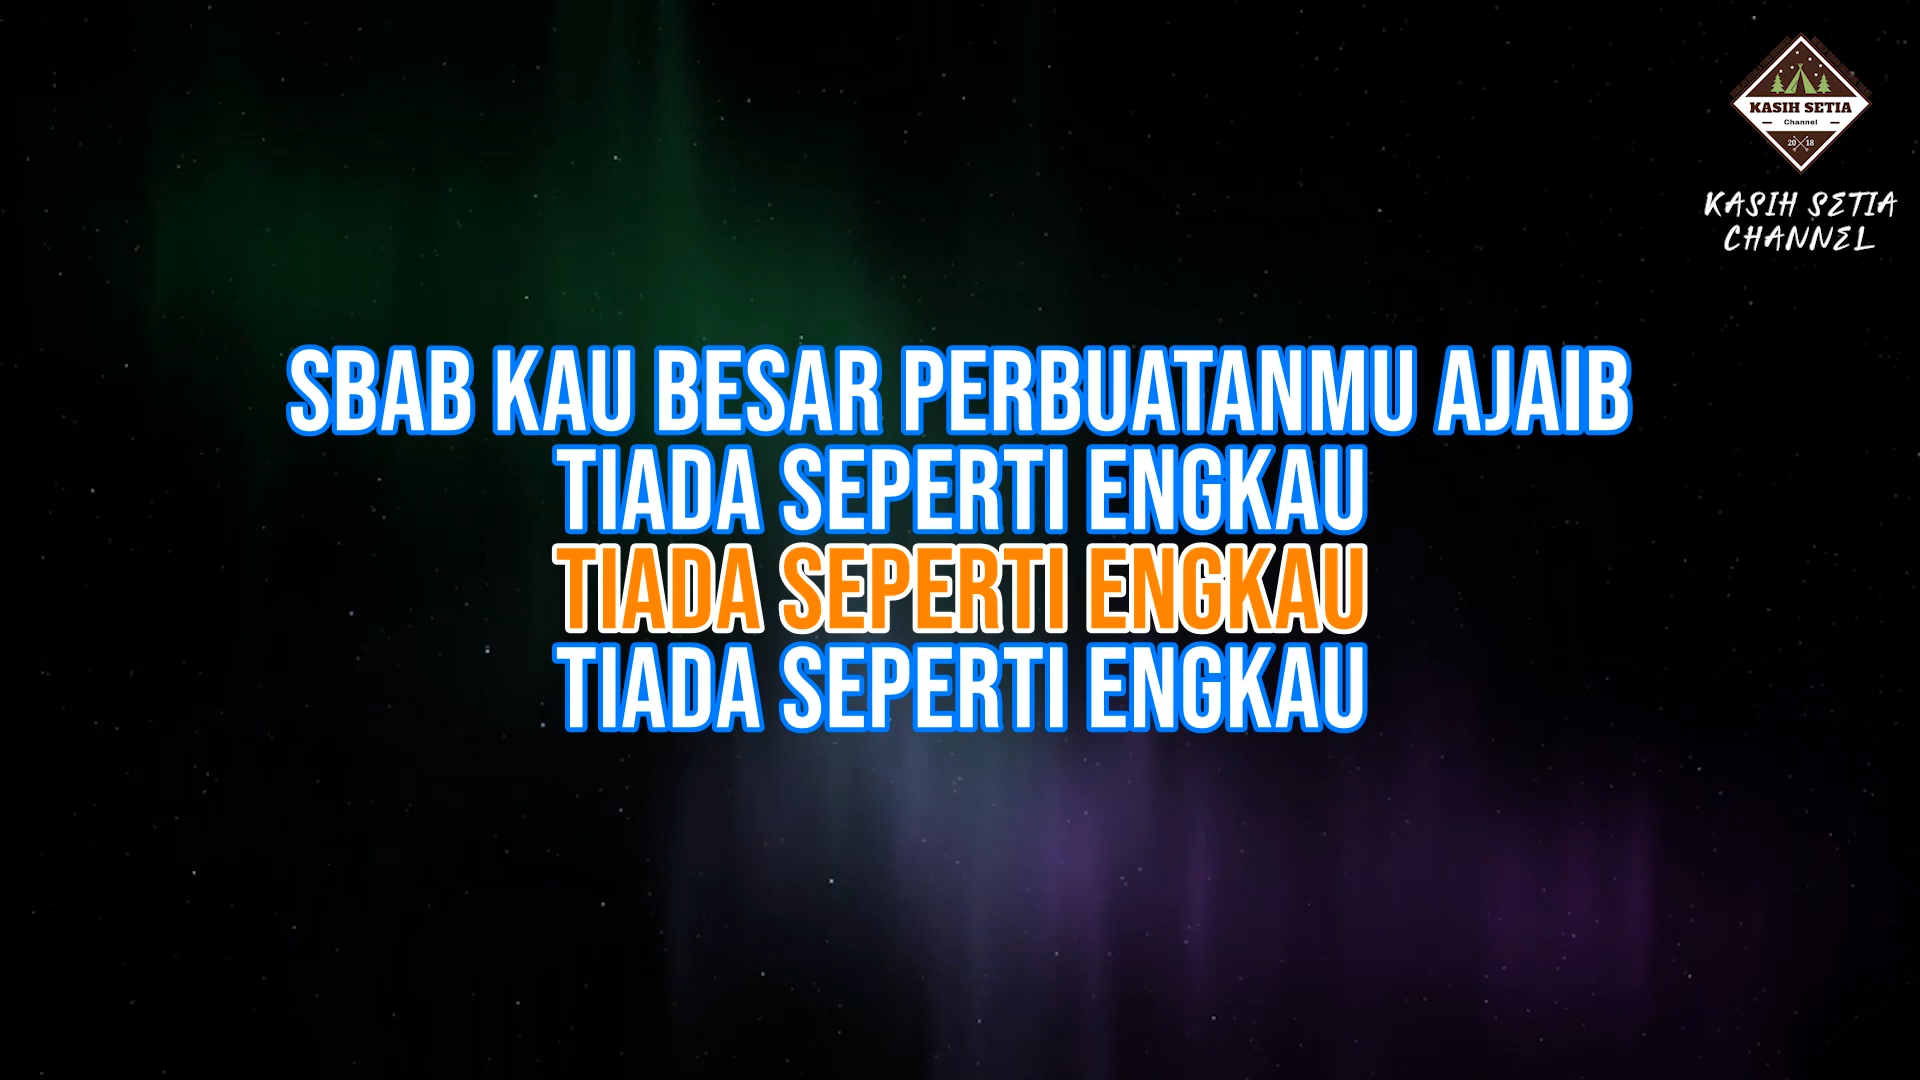 KASIH SETIA
Channel
20 18
KASIH SETIA
CHANNEL
SBAB KAU BESAR PERBUATANMU AJAIB
TIADA SEPERTI ENGKAU
TIADA SEPERTI ENGKAU
TIADA SEPERTI ENGKAU